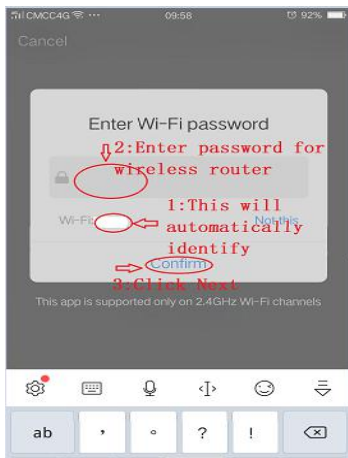 CMCC4G ··· 09:58 92%
Cancel
Enter Wi-Fi password
2:Enter password for
wireless router
1:This will
automatically
identify
Wi-Fi: Not this
Confirm
3:Click Next
This app is supported only on 2.4GHz Wi-Fi channels
ab , 。 ? !